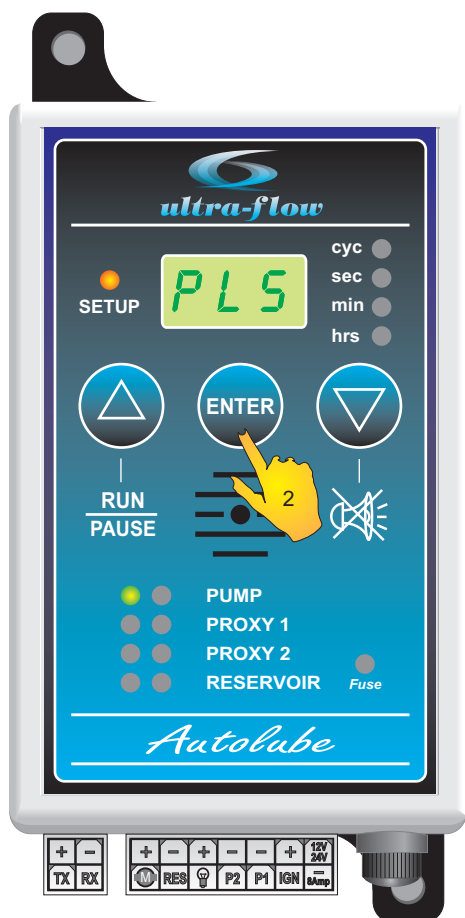 ultra-flow
cyc
sec
min
hrs
SETUP
PLS
ENTER
2
RUN
PAUSE
PUMP
PROXY 1
PROXY 2
RESERVOIR
Fuse
Autolube
+ - + - + - - + 12V
24V
TX RX M RES P2 P1 IGN - 8Amp